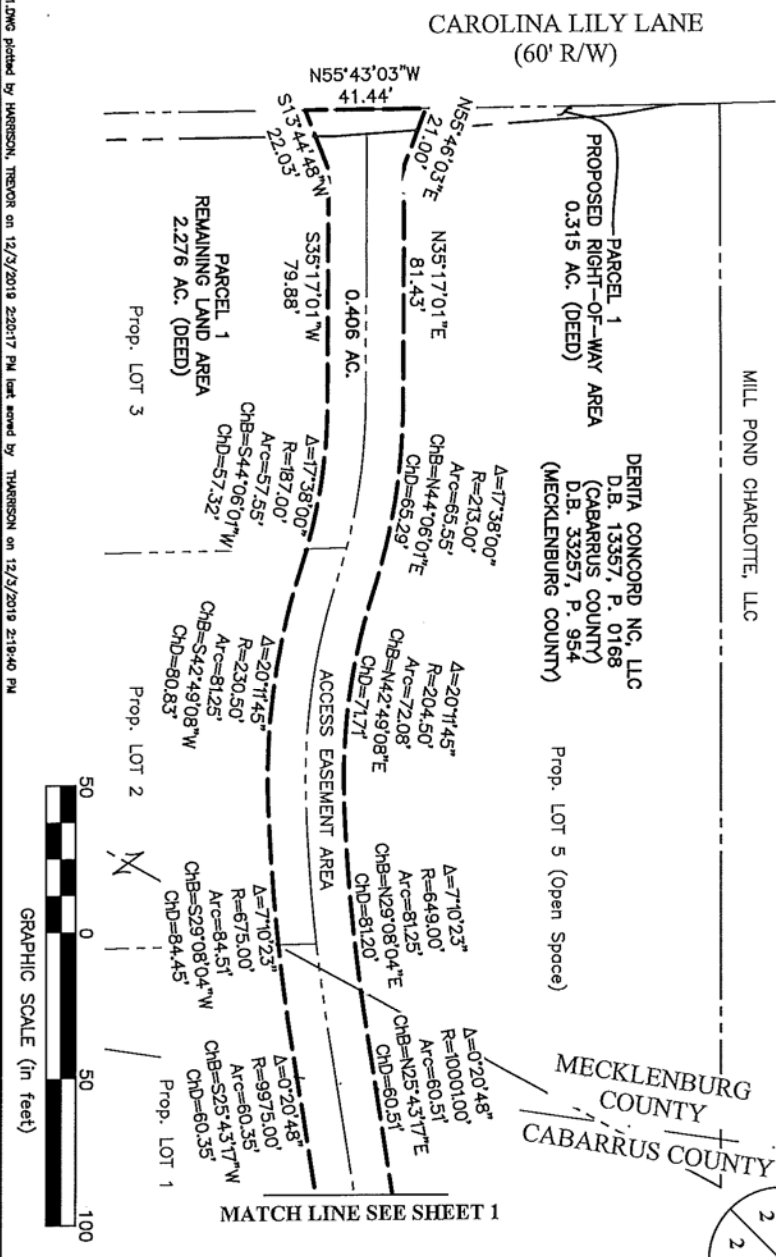 CAROLINA LILY LANE
(60' R/W)
MILL POND CHARLOTTE, LLC
PARCEL 1
PROPOSED RIGHT-OF-WAY AREA
0.315 AC. (DEED)
DERITA CONCORD NC, LLC
D.B. 13357, P. 0168
(CABARRUS COUNTY)
D.B. 33257, P. 954
(MECKLENBURG COUNTY)
Prop. LOT 5 (Open Space)
MECKLENBURG
COUNTY
CABARRUS COUNTY
2
2
N55°43'03"W
41.44'
N55°46'03"E
21.00'
N35°17'01"E
81.43'
Δ=17°38'00"
R=213.00'
Arc=65.55'
ChB=N44°06'01"E
ChD=65.29'
Δ=20°11'45"
R=204.50'
Arc=72.08'
ChB=N42°49'08"E
ChD=71.71'
Δ=7°10'23"
R=649.00'
Arc=81.25'
ChB=N29°08'04"E
ChD=81.20'
Δ=0°20'48"
R=10001.00'
Arc=60.51'
ChB=N25°43'17"E
ChD=60.51'
0.406 AC.
ACCESS EASEMENT AREA
S13°44'48"W
22.03'
S35°17'01"W
79.88'
Δ=17°38'00"
R=187.00'
Arc=57.55'
ChB=S44°06'01"W
ChD=57.32'
Δ=20°11'45"
R=230.50'
Arc=81.25'
ChB=S42°49'08"W
ChD=80.83'
Δ=7°10'23"
R=675.00'
Arc=84.51'
ChB=S29°08'04"W
ChD=84.45'
Δ=0°20'48"
R=9975.00'
Arc=60.35'
ChB=S25°43'17"W
ChD=60.35'
PARCEL 1
REMAINING LAND AREA
2.276 AC. (DEED)
Prop. LOT 3
Prop. LOT 2
Prop. LOT 1
N
MATCH LINE SEE SHEET 1
50 0 50 100
GRAPHIC SCALE (in feet)
1.DWG plotted by HARRISON, TREVOR on 12/3/2019 2:20:17 PM last saved by THARRISON on 12/3/2019 2:19:40 PM